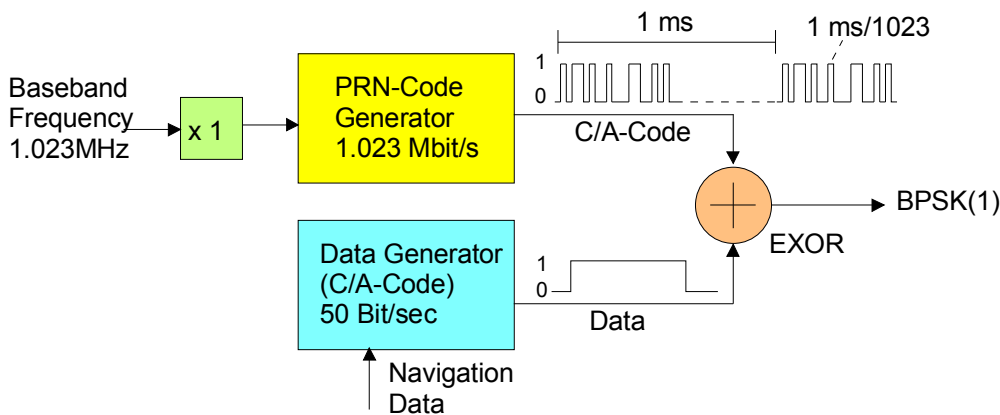 1 ms
1 ms/1023
Baseband
Frequency
1.023MHz
x 1
PRN-Code
Generator
1.023 Mbit/s
1
0
C/A-Code
BPSK(1)
EXOR
Data Generator
(C/A-Code)
50 Bit/sec
1
0
Data
Navigation
Data